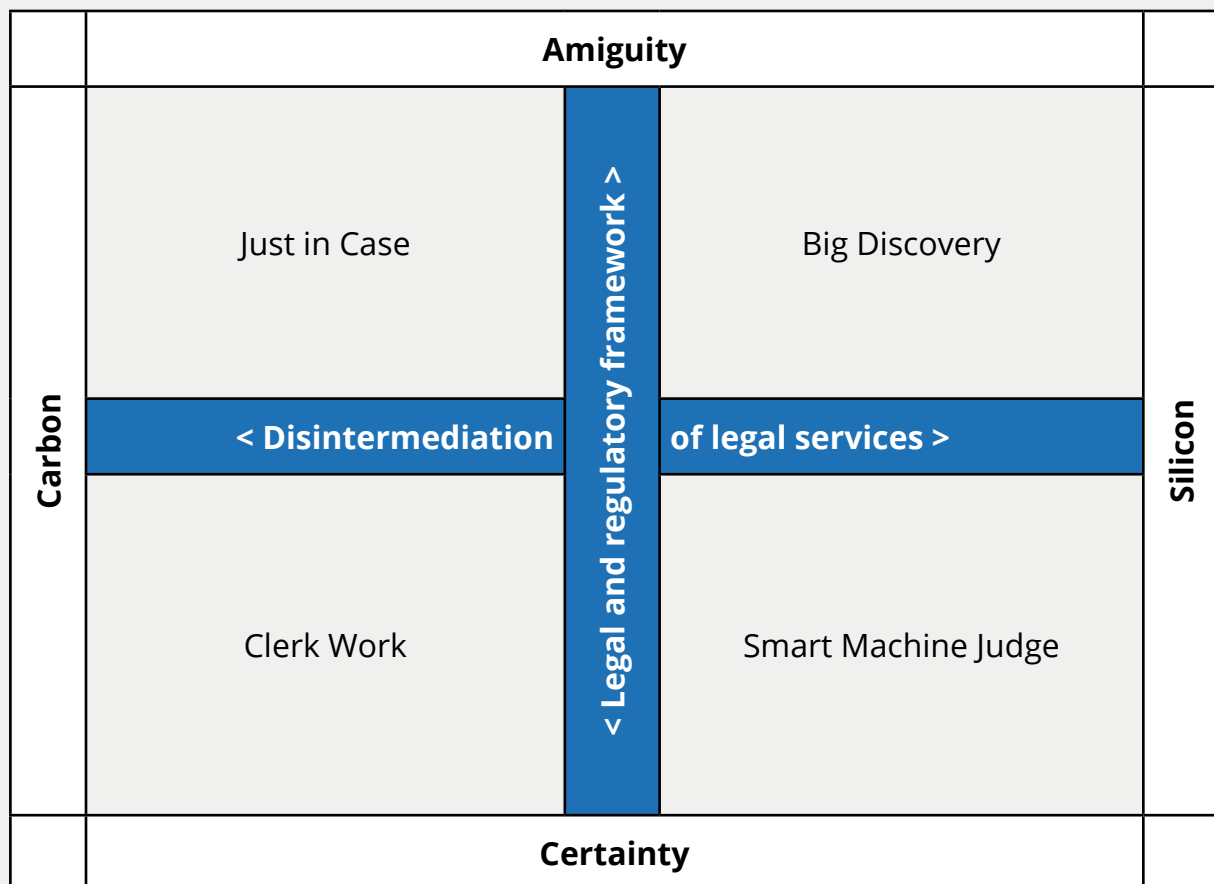 Amiguity
Just in Case
Big Discovery
Carbon
< Disintermediation of legal services >
< Legal and regulatory framework >
Silicon
Clerk Work
Smart Machine Judge
Certainty